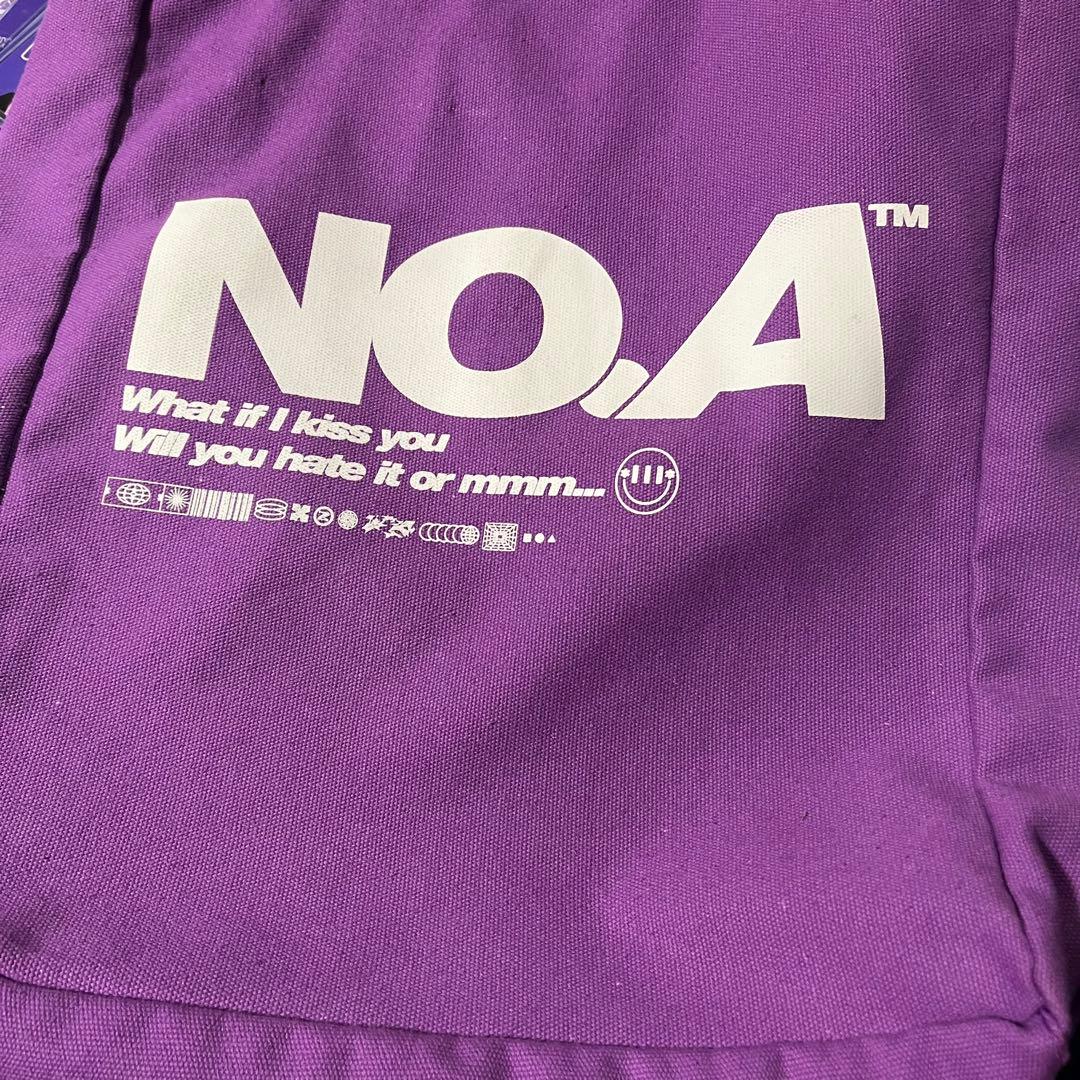 NO.A™
What if I kiss you
Will you hate it or mmm...